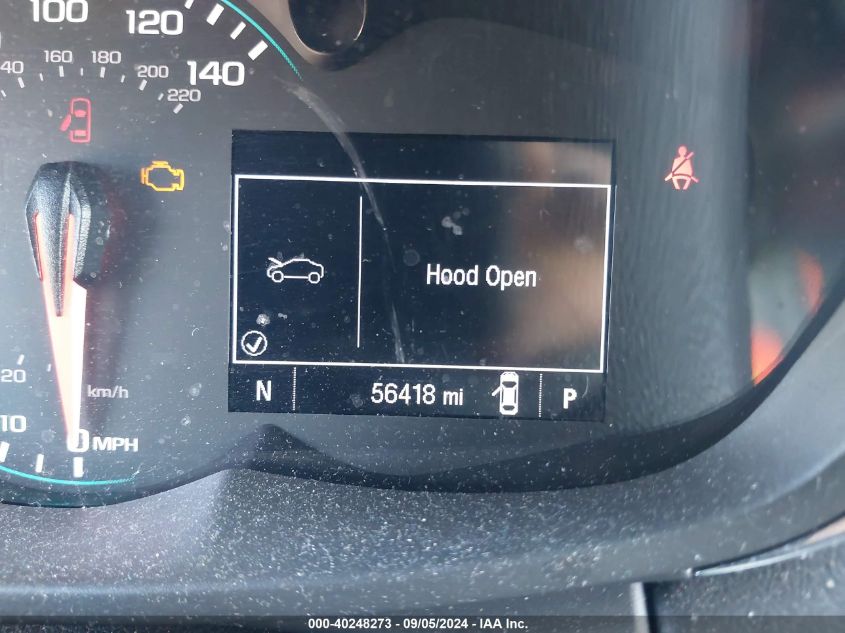 100 120
140
40 160 180 200 220
Hood Open
20 km/h
N 56418 mi P
10 0 MPH
000-40248273 - 09/05/2024 - IAA Inc.